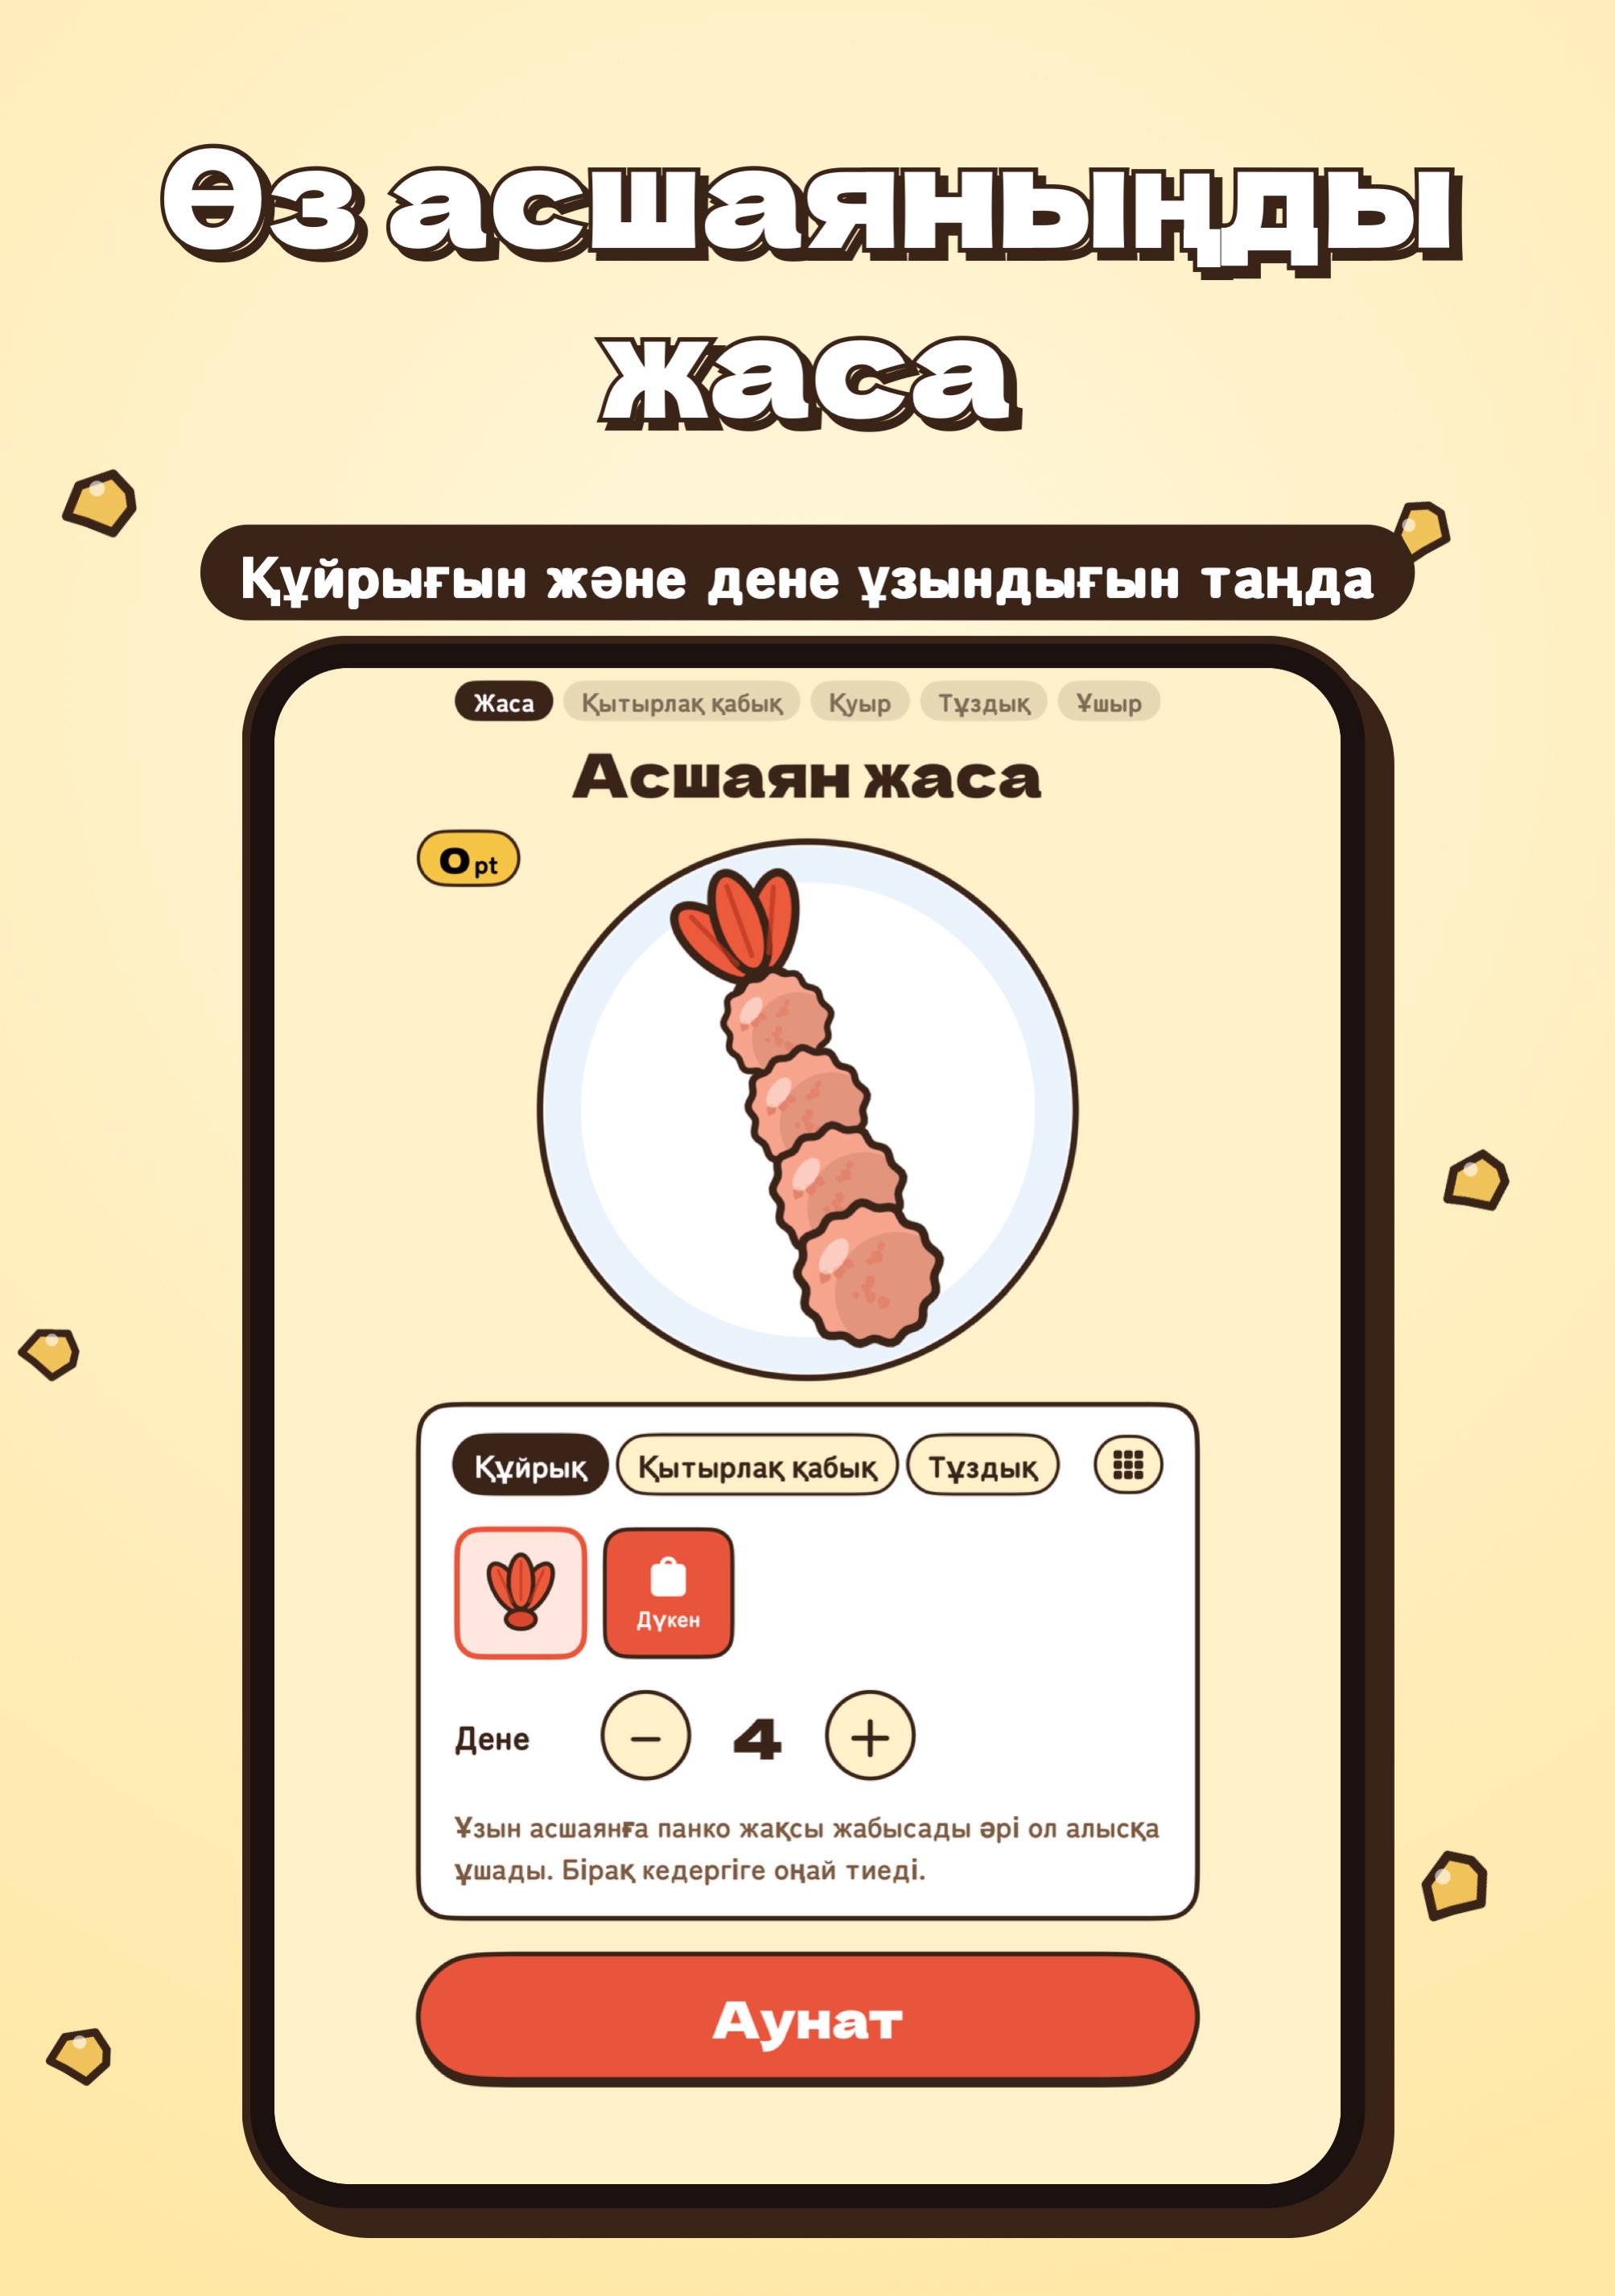 Өз асшаяныңды
жаса
Құйрығын және дене ұзындығын таңда
Жаса Қытырлақ қабық Қуыр Тұздық Ұшыр
Асшаян жаса
0pt
Құйрық Қытырлақ қабық Тұздық
Дүкен
Дене − 4 +
Ұзын асшаянға панко жақсы жабысады әрі ол алысқа
ұшады. Бірақ кедергіге оңай тиеді.
Аунат